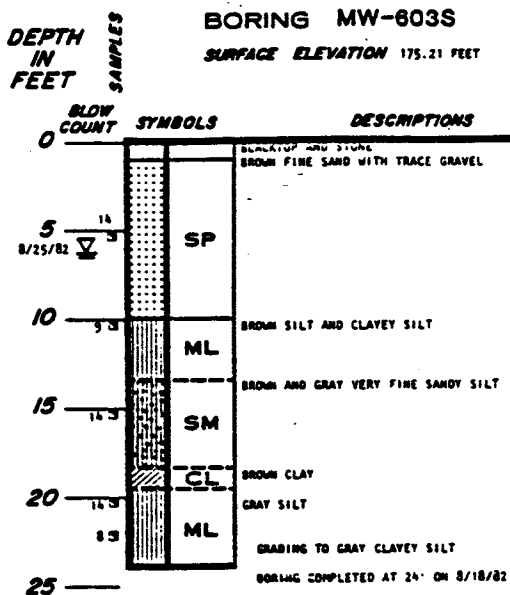 BORING MW-603S
SURFACE ELEVATION 175.21 FEET
DEPTH IN FEET
SAMPLES
BLOW COUNT
SYMBOLS
DESCRIPTIONS
0
BLACKTOP AND STONE
BROWN FINE SAND WITH TRACE GRAVEL
14
5
8/25/82
SP
10
9
BROWN SILT AND CLAYEY SILT
ML
BROWN AND GRAY VERY FINE SANDY SILT
15
14
SM
CL
BROWN CLAY
20
14
GRAY SILT
8
ML
GRADING TO GRAY CLAYEY SILT
BORING COMPLETED AT 24' ON 8/18/82
25